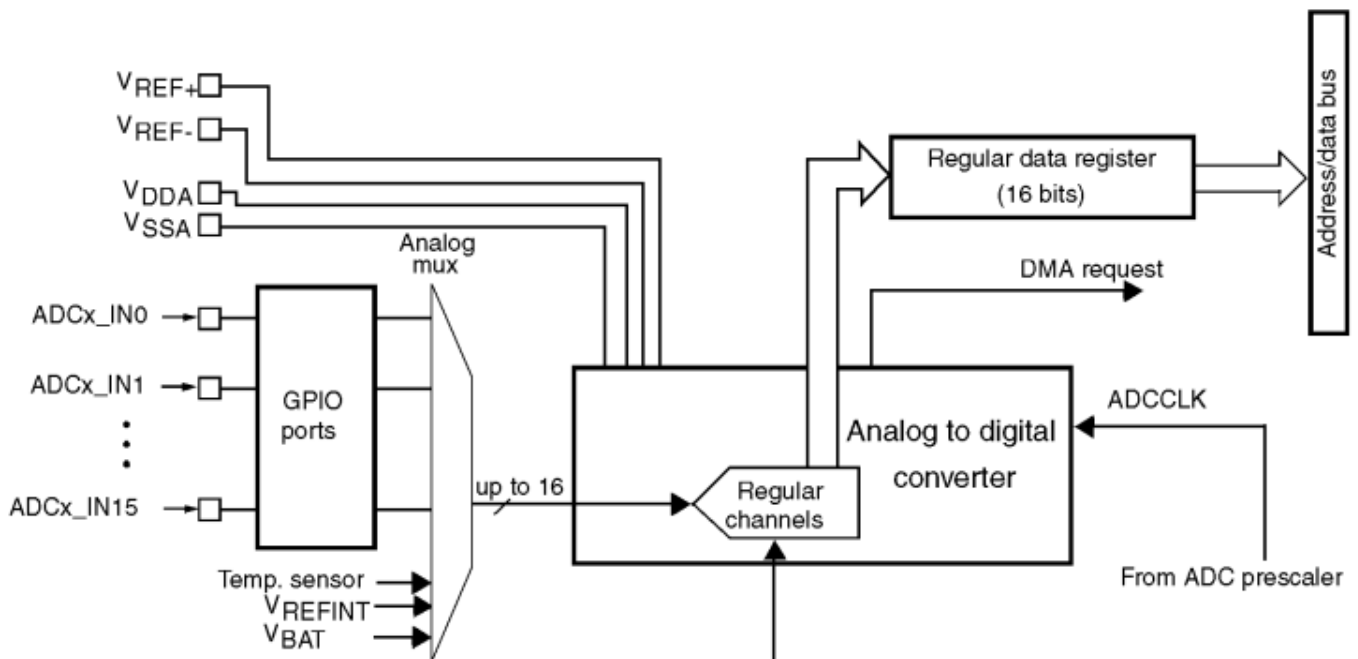 VREF+
VREF-
VDDA
VSSA
Analog
mux
ADCx_IN0
ADCx_IN1
ADCx_IN15
GPIO
ports
Temp. sensor
VREFINT
VBAT
up to 16
Regular
channels
Analog to digital
converter
Regular data register
(16 bits)
DMA request
ADCCLK
From ADC prescaler
Address/data bus